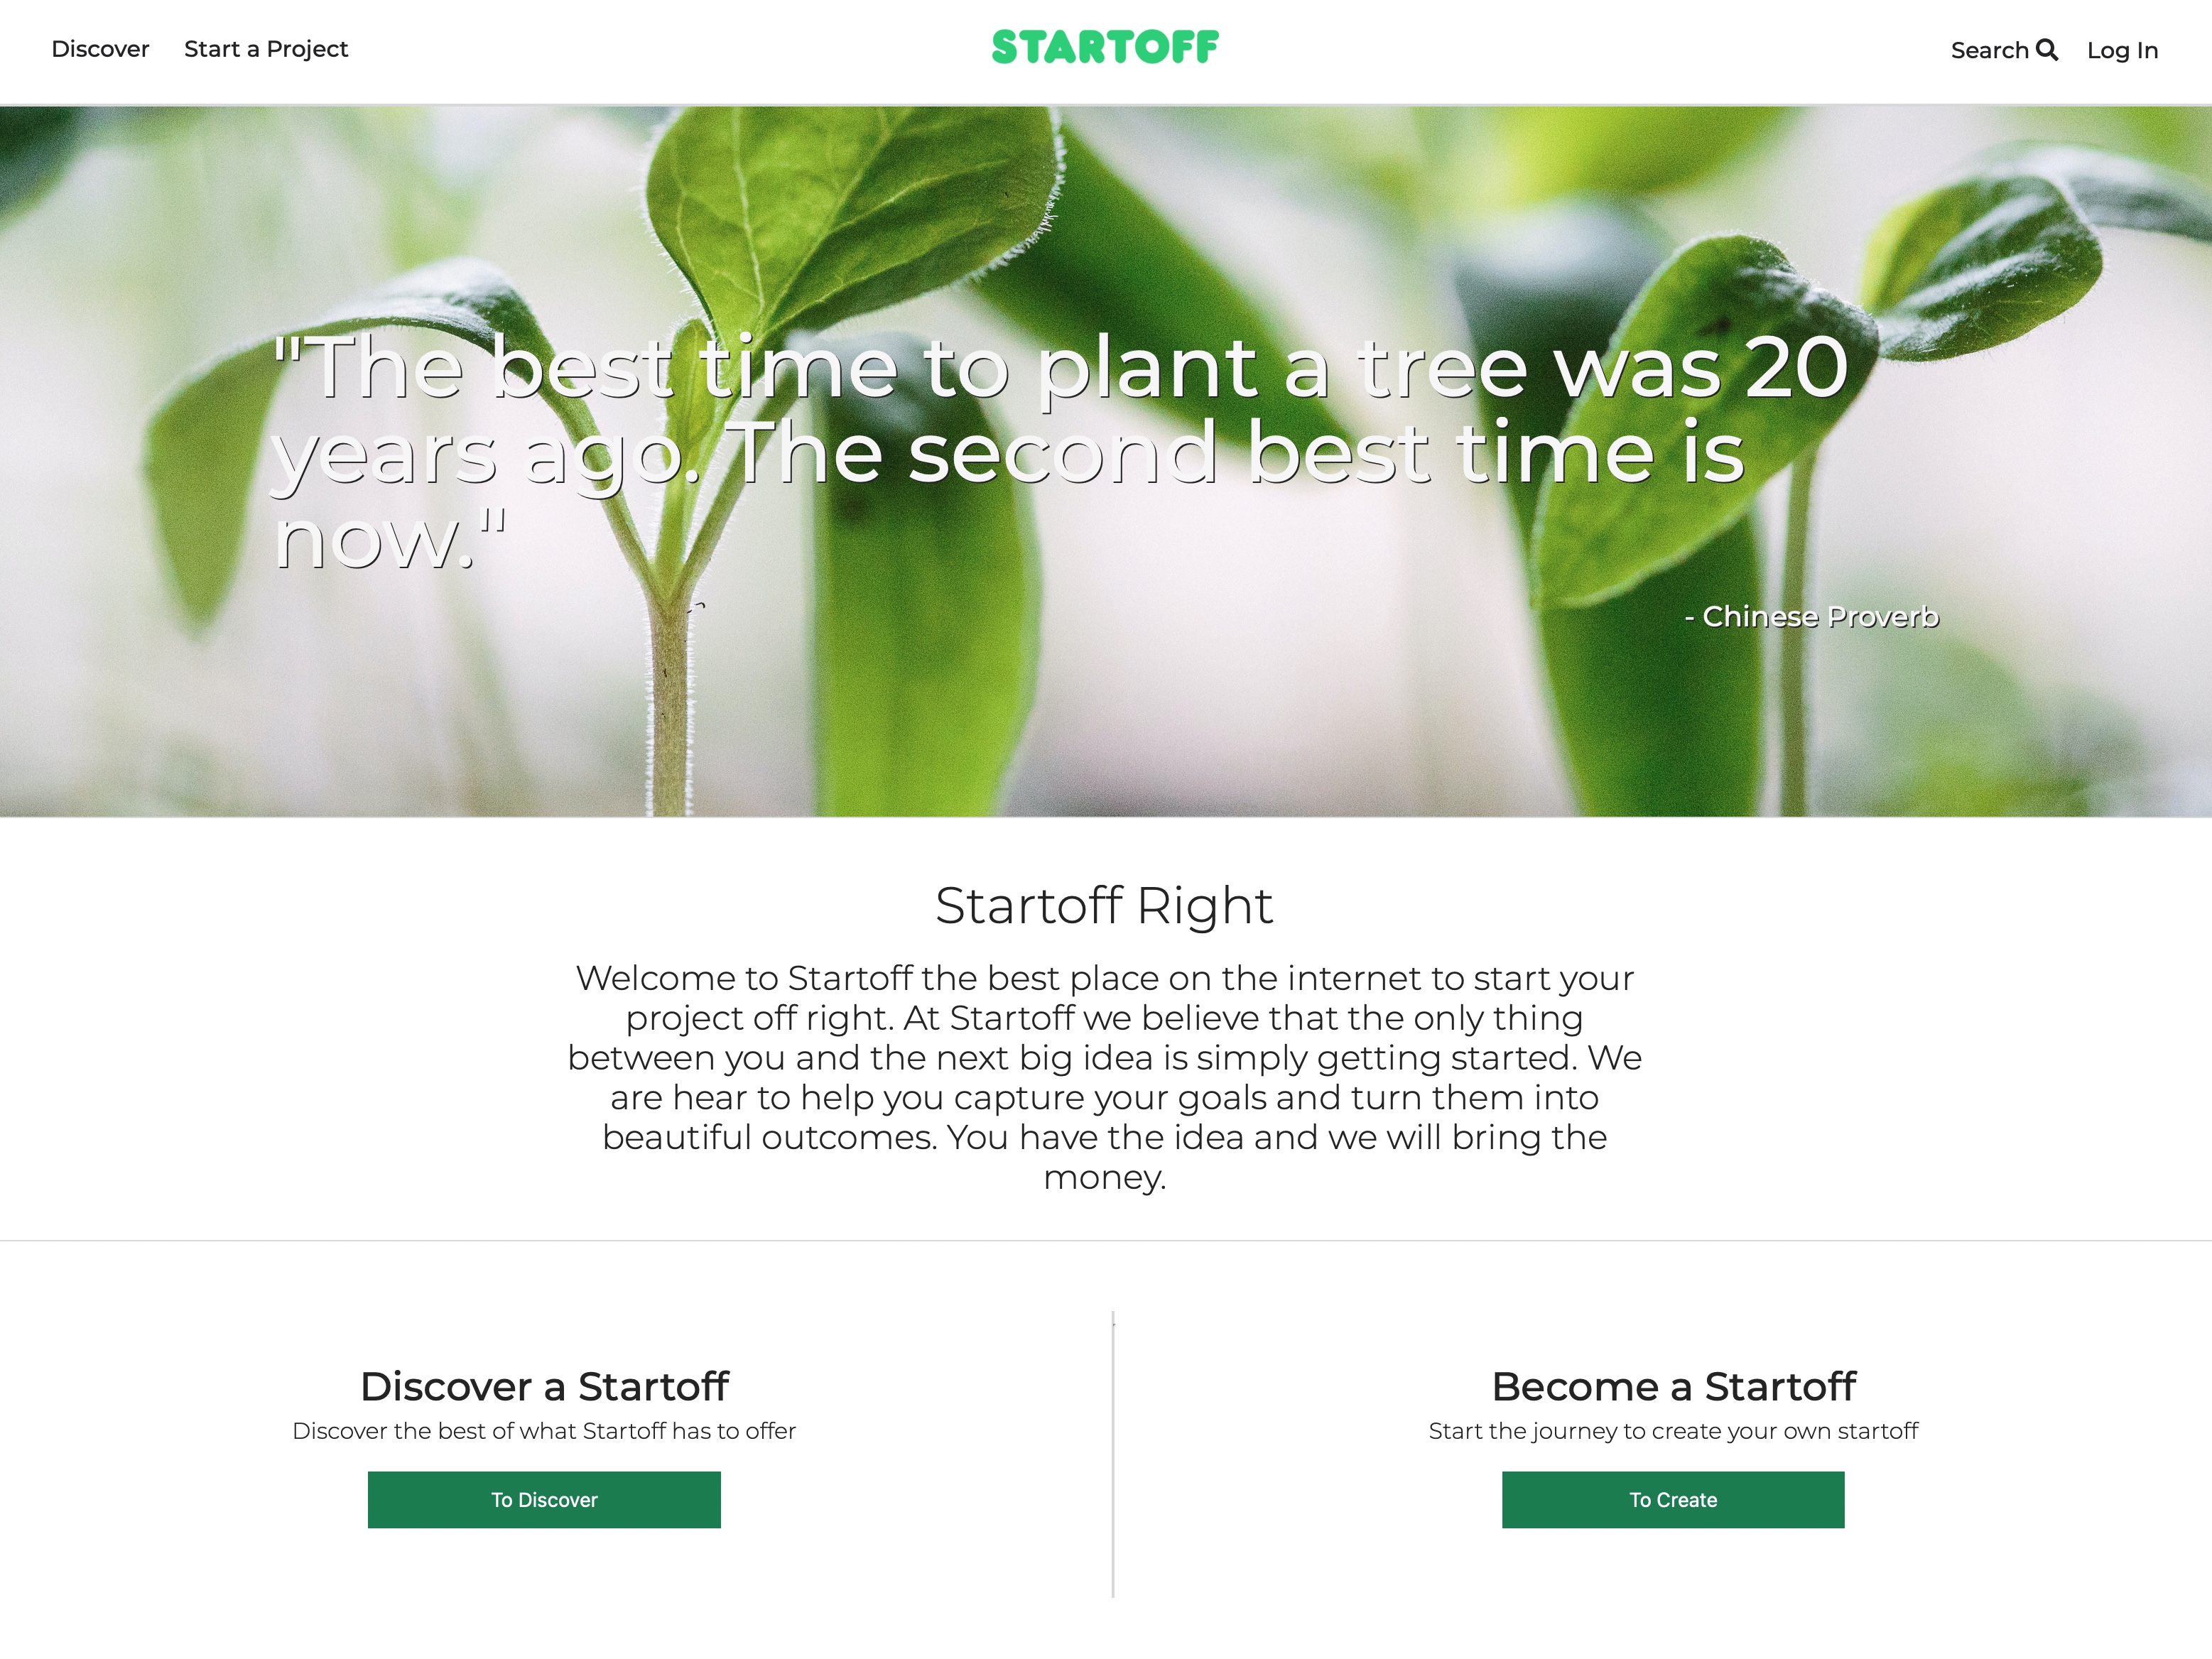 Discover Start a Project STARTOFF Search Log In
"The best time to plant a tree was 20
years ago. The second best time is
now."
- Chinese Proverb
Startoff Right
Welcome to Startoff the best place on the internet to start your
project off right. At Startoff we believe that the only thing
between you and the next big idea is simply getting started. We
are hear to help you capture your goals and turn them into
beautiful outcomes. You have the idea and we will bring the
money.
Discover a Startoff
Discover the best of what Startoff has to offer
To Discover
Become a Startoff
Start the journey to create your own startoff
To Create